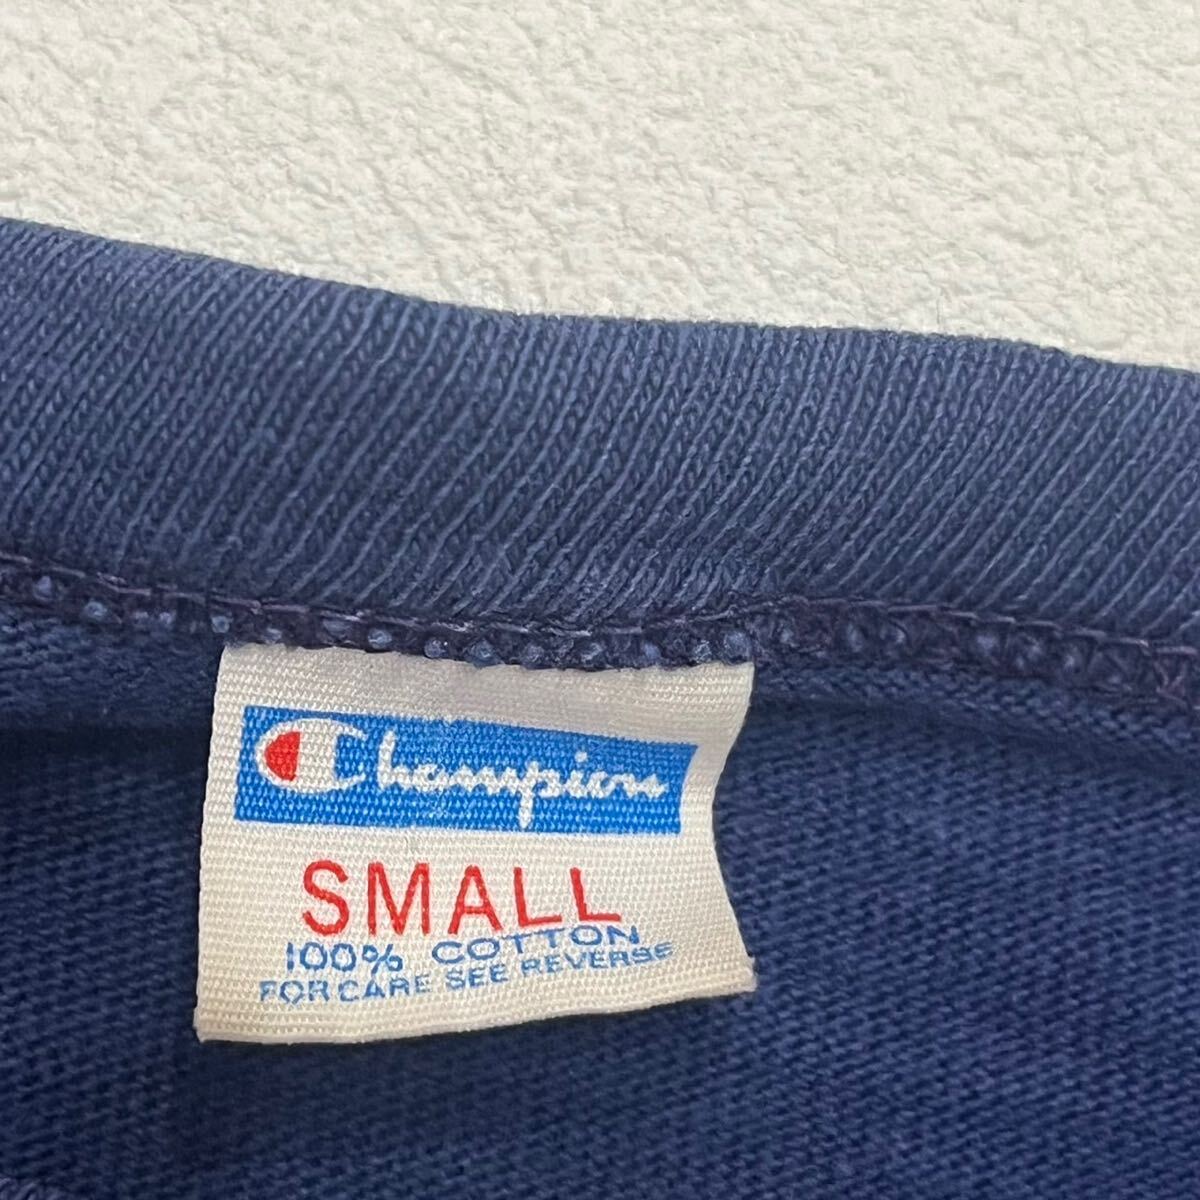 Champion
SMALL
100% COTTON
FOR CARE SEE REVERSE